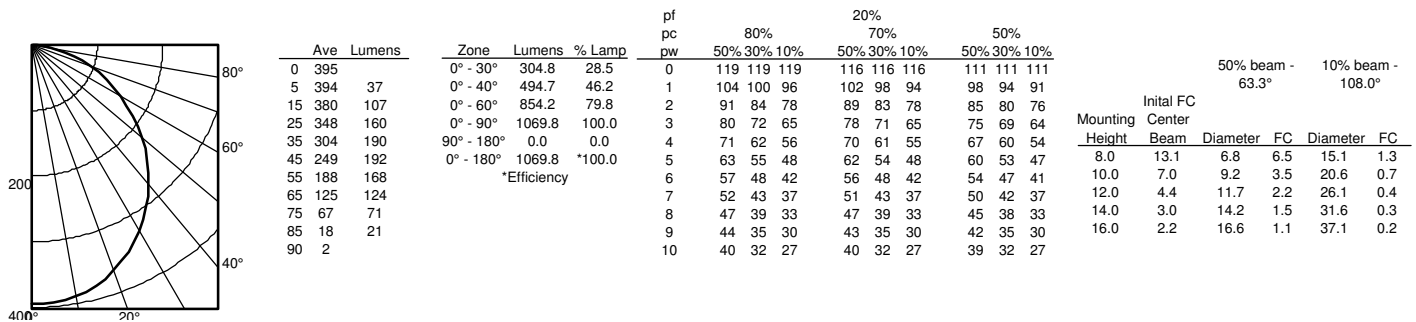 80°
60°
40°
20°
0°
200
400
Ave Lumens
0 395
5 394 37
15 380 107
25 348 160
35 304 190
45 249 192
55 188 168
65 125 124
75 67 71
85 18 21
90 2
Zone Lumens % Lamp
0° - 30° 304.8 28.5
0° - 40° 494.7 46.2
0° - 60° 854.2 79.8
0° - 90° 1069.8 100.0
90° - 180° 0.0 0.0
0° - 180° 1069.8 *100.0
*Efficiency
pf 20%
pc 80% 70% 50%
pw 50% 30% 10% 50% 30% 10% 50% 30% 10%
0 119 119 119 116 116 116 111 111 111
1 104 100 96 102 98 94 98 94 91
2 91 84 78 89 83 78 85 80 76
3 80 72 65 78 71 65 75 69 64
4 71 62 56 70 61 55 67 60 54
5 63 55 48 62 54 48 60 53 47
6 57 48 42 56 48 42 54 47 41
7 52 43 37 51 43 37 50 42 37
8 47 39 33 47 39 33 45 38 33
9 44 35 30 43 35 30 42 35 30
10 40 32 27 40 32 27 39 32 27
50% beam - 10% beam -
63.3° 108.0°
Inital FC
Mounting Center
Height Beam Diameter FC Diameter FC
8.0 13.1 6.8 6.5 15.1 1.3
10.0 7.0 9.2 3.5 20.6 0.7
12.0 4.4 11.7 2.2 26.1 0.4
14.0 3.0 14.2 1.5 31.6 0.3
16.0 2.2 16.6 1.1 37.1 0.2